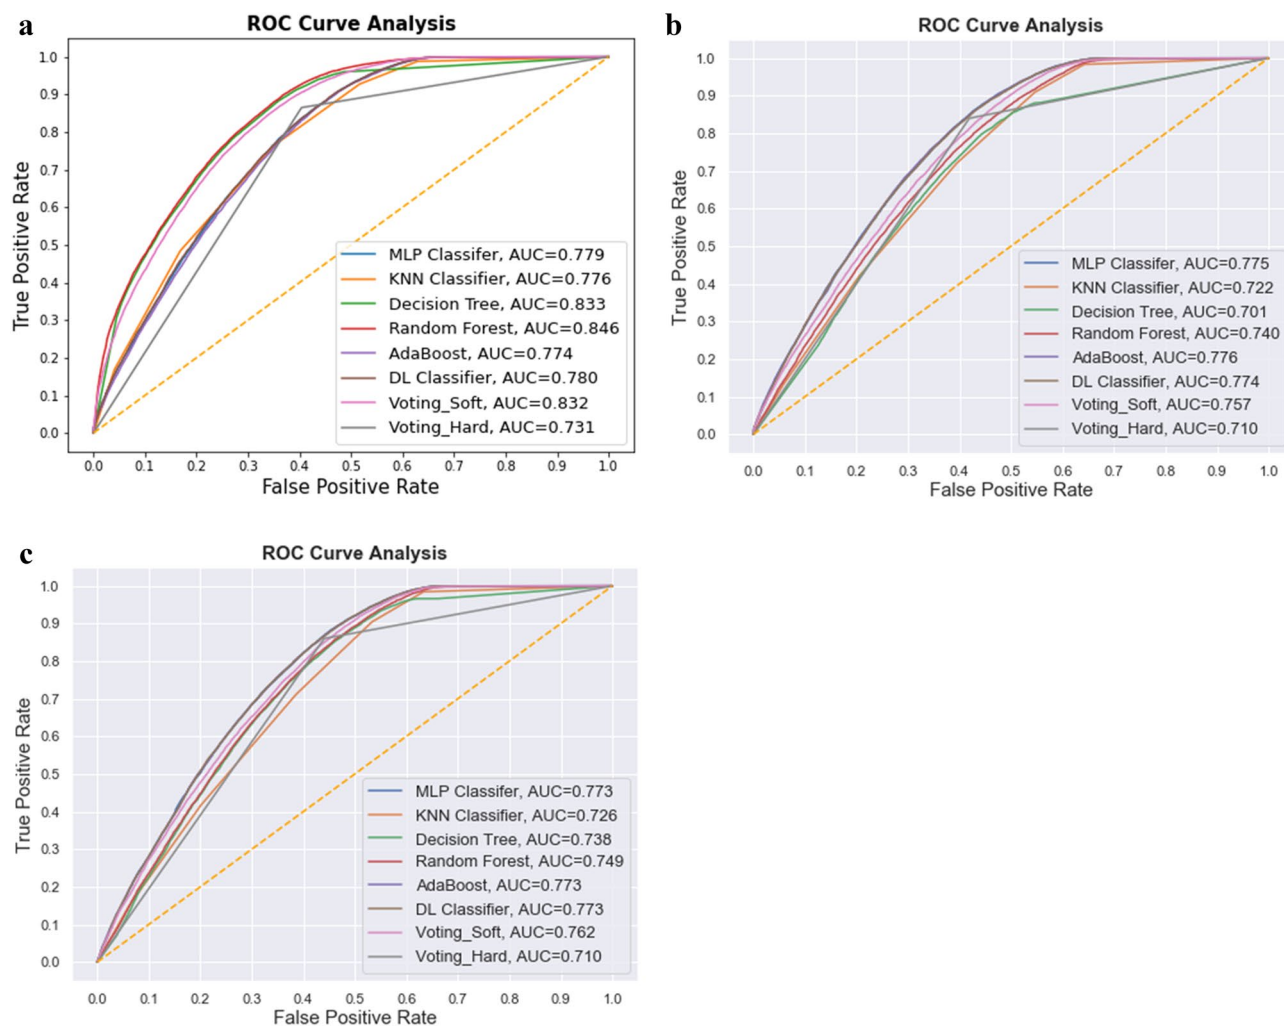 a
ROC Curve Analysis
1.0
0.9
0.8
0.7
0.6
0.5
0.4
0.3
0.2
0.1
0.0
True Positive Rate
MLP Classifer, AUC=0.779
KNN Classifier, AUC=0.776
Decision Tree, AUC=0.833
Random Forest, AUC=0.846
AdaBoost, AUC=0.774
DL Classifier, AUC=0.780
Voting_Soft, AUC=0.832
Voting_Hard, AUC=0.731
0.0 0.1 0.2 0.3 0.4 0.5 0.6 0.7 0.8 0.9 1.0
False Positive Rate
b
ROC Curve Analysis
1.0
0.9
0.8
0.7
0.6
0.5
0.4
0.3
0.2
0.1
0.0
True Positive Rate
MLP Classifer, AUC=0.775
KNN Classifier, AUC=0.722
Decision Tree, AUC=0.701
Random Forest, AUC=0.740
AdaBoost, AUC=0.776
DL Classifier, AUC=0.774
Voting_Soft, AUC=0.757
Voting_Hard, AUC=0.710
0.0 0.1 0.2 0.3 0.4 0.5 0.6 0.7 0.8 0.9 1.0
False Positive Rate
c
ROC Curve Analysis
1.0
0.9
0.8
0.7
0.6
0.5
0.4
0.3
0.2
0.1
0.0
True Positive Rate
MLP Classifer, AUC=0.773
KNN Classifier, AUC=0.726
Decision Tree, AUC=0.738
Random Forest, AUC=0.749
AdaBoost, AUC=0.773
DL Classifier, AUC=0.773
Voting_Soft, AUC=0.762
Voting_Hard, AUC=0.710
0.0 0.1 0.2 0.3 0.4 0.5 0.6 0.7 0.8 0.9 1.0
False Positive Rate